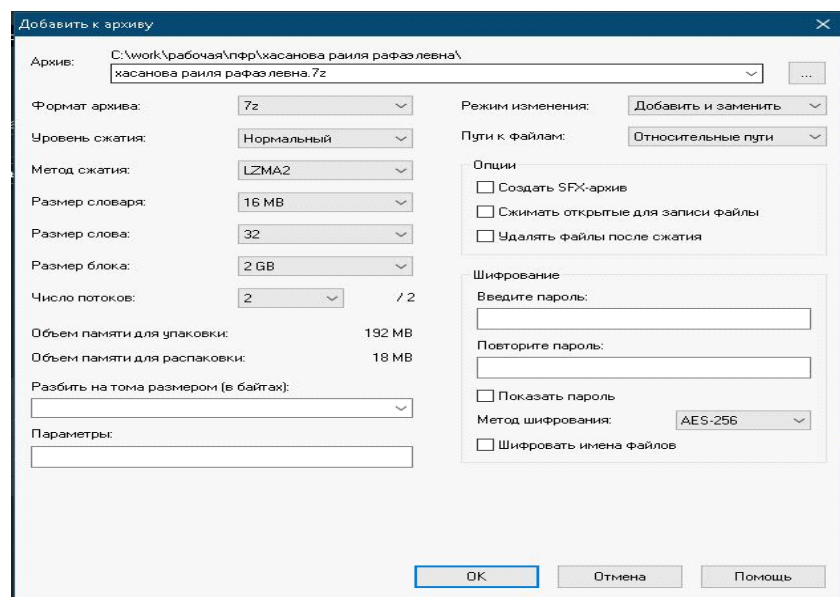 Добавить к архиву
Архив:
C:\work\рабочая\пфр\хасанова раиля рафаэлевна\
хасанова раиля рафаэлевна.7z
...
Формат архива: 7z
Уровень сжатия: Нормальный
Метод сжатия: LZMA2
Размер словаря: 16 MB
Размер слова: 32
Размер блока: 2 GB
Число потоков: 2 / 2
Объем памяти для упаковки: 192 MB
Объем памяти для распаковки: 18 MB
Разбить на тома размером (в байтах):
Параметры:
Режим изменения: Добавить и заменить
Пути к файлам: Относительные пути
Опции
Создать SFX-архив
Сжимать открытые для записи файлы
Удалять файлы после сжатия
Шифрование
Введите пароль:
Повторите пароль:
Показать пароль
Метод шифрования: AES-256
Шифровать имена файлов
OK Отмена Помощь